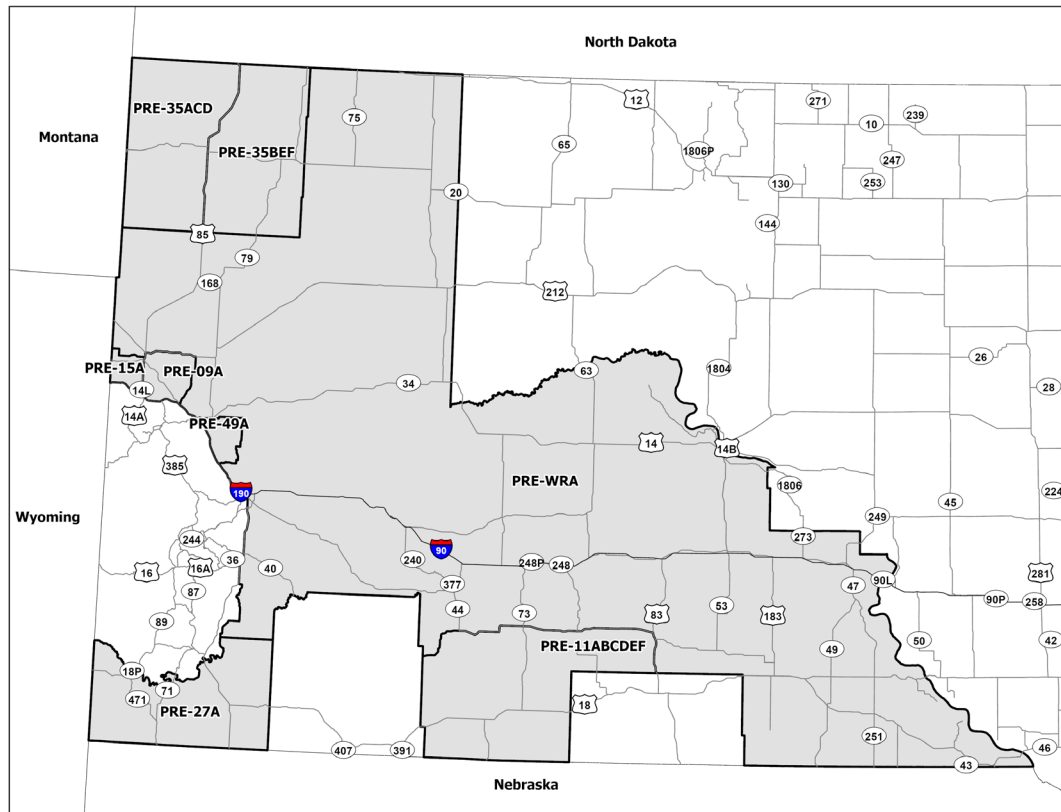 North Dakota
PRE-35ACD
12
271
239
75
10
Montana
65
1806P
247
PRE-35BEF
130
253
20
144
85
79
168
212
26
PRE-15A
PRE-09A
63
1804
34
28
14L
14A
PRE-49A
14
14B
385
PRE-WRA
1806
224
190
45
Wyoming
249
273
244
90
36
240
248P
248
281
16
16A
40
377
47
90L
87
90P
258
44
73
83
53
183
89
50
42
PRE-11ABCDEF
49
18P
71
471
18
PRE-27A
251
407
391
46
43
Nebraska